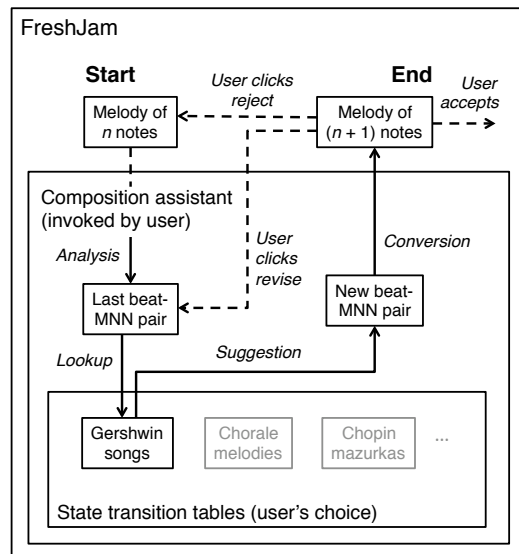 FreshJam
Start
User clicks
reject
End
User
accepts
Melody of
n notes
Melody of
(n + 1) notes
Composition assistant
(invoked by user)
Analysis
User
clicks
revise
Conversion
Last beat-
MNN pair
New beat-
MNN pair
Lookup
Suggestion
Gershwin
songs
Chorale
melodies
Chopin
mazurkas
...
State transition tables (user's choice)